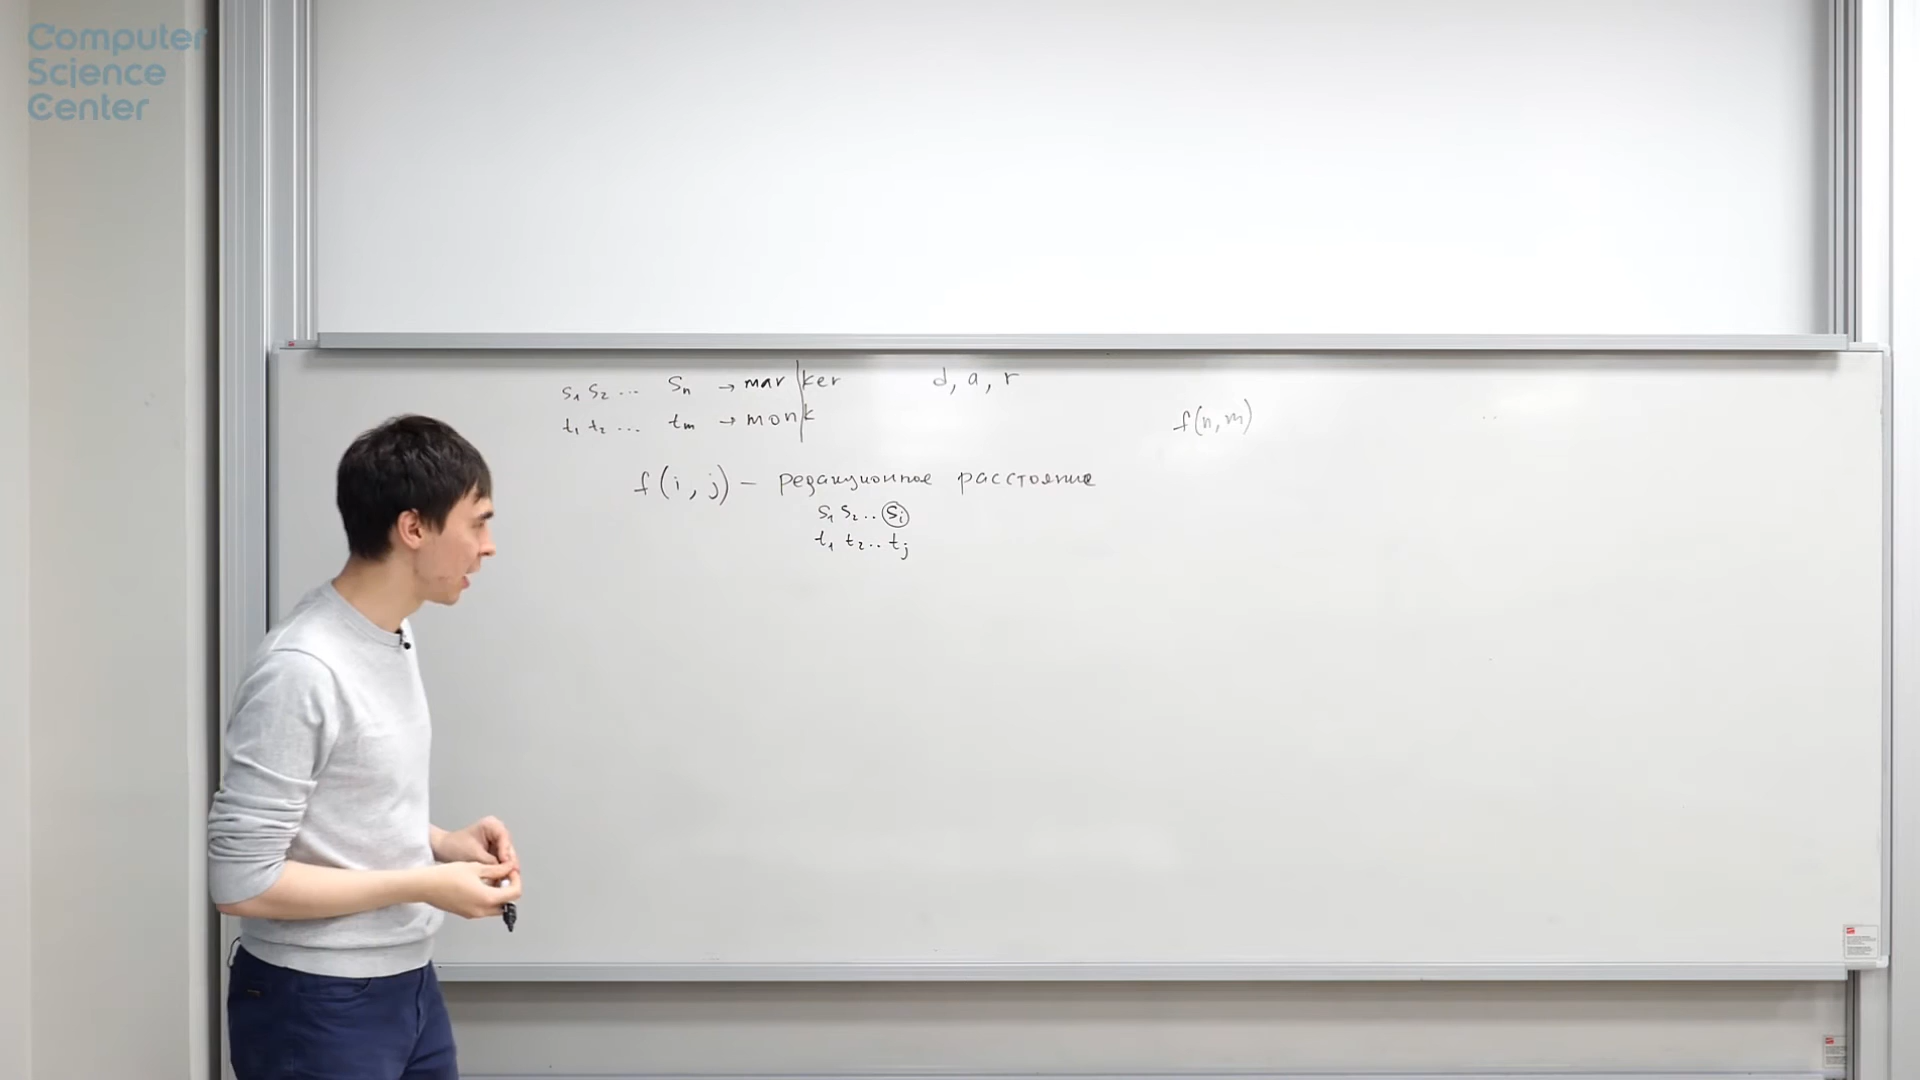 Computer
Science
Center
s₁ s₂ ... sₙ → mar|ker d, a, r
t₁ t₂ ... tₘ → mon|k
f(n,m)
f(i,j) – редакционное расстояние
s₁ s₂ .. sᵢ
t₁ t₂ .. tⱼ